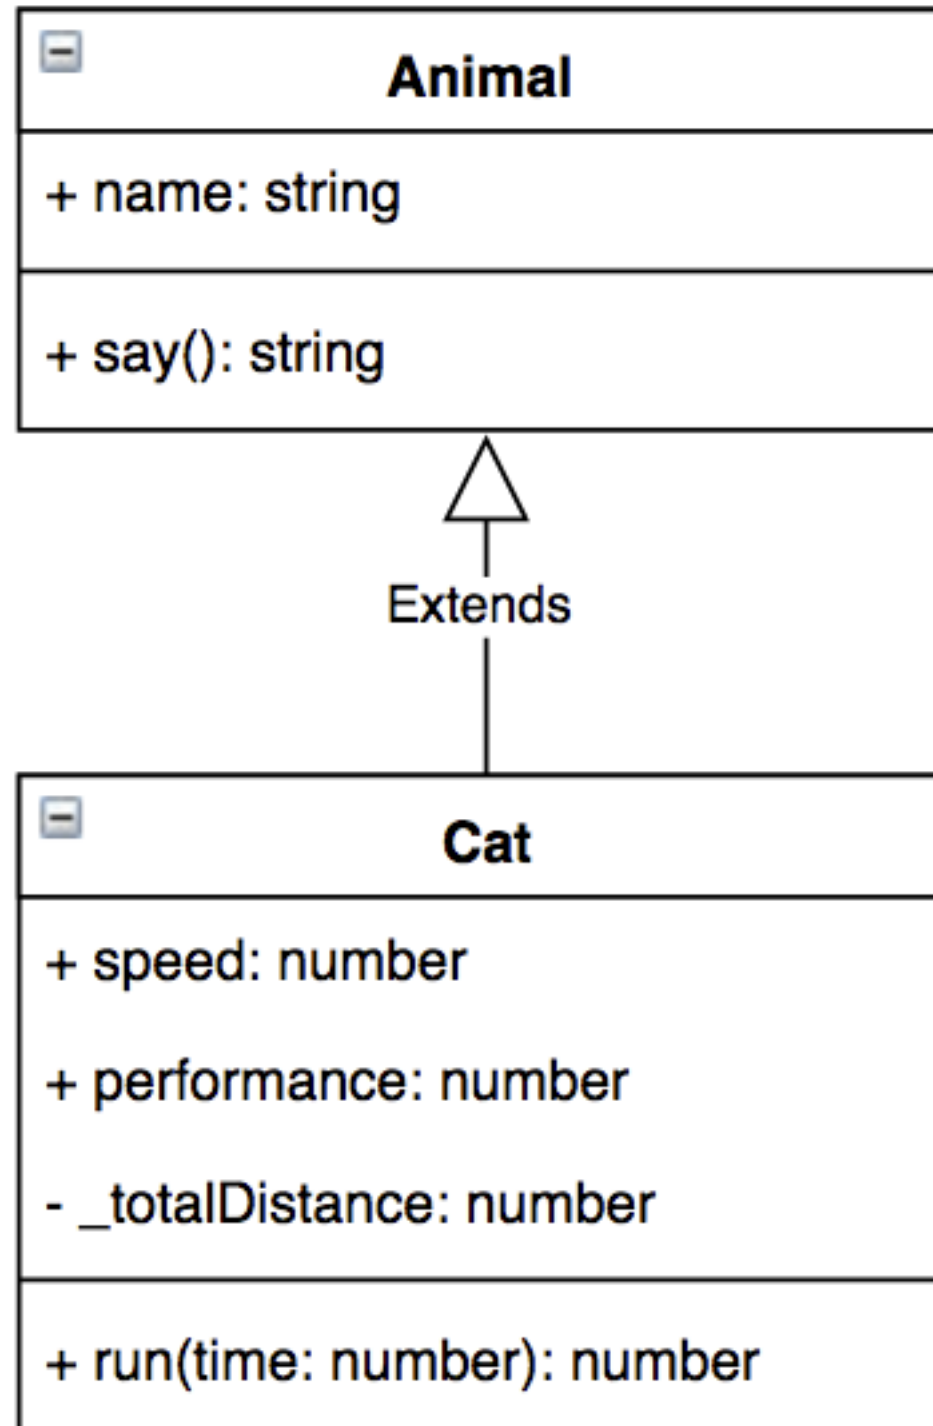 Animal
+ name: string
+ say(): string
Extends
Cat
+ speed: number
+ performance: number
- _totalDistance: number
+ run(time: number): number